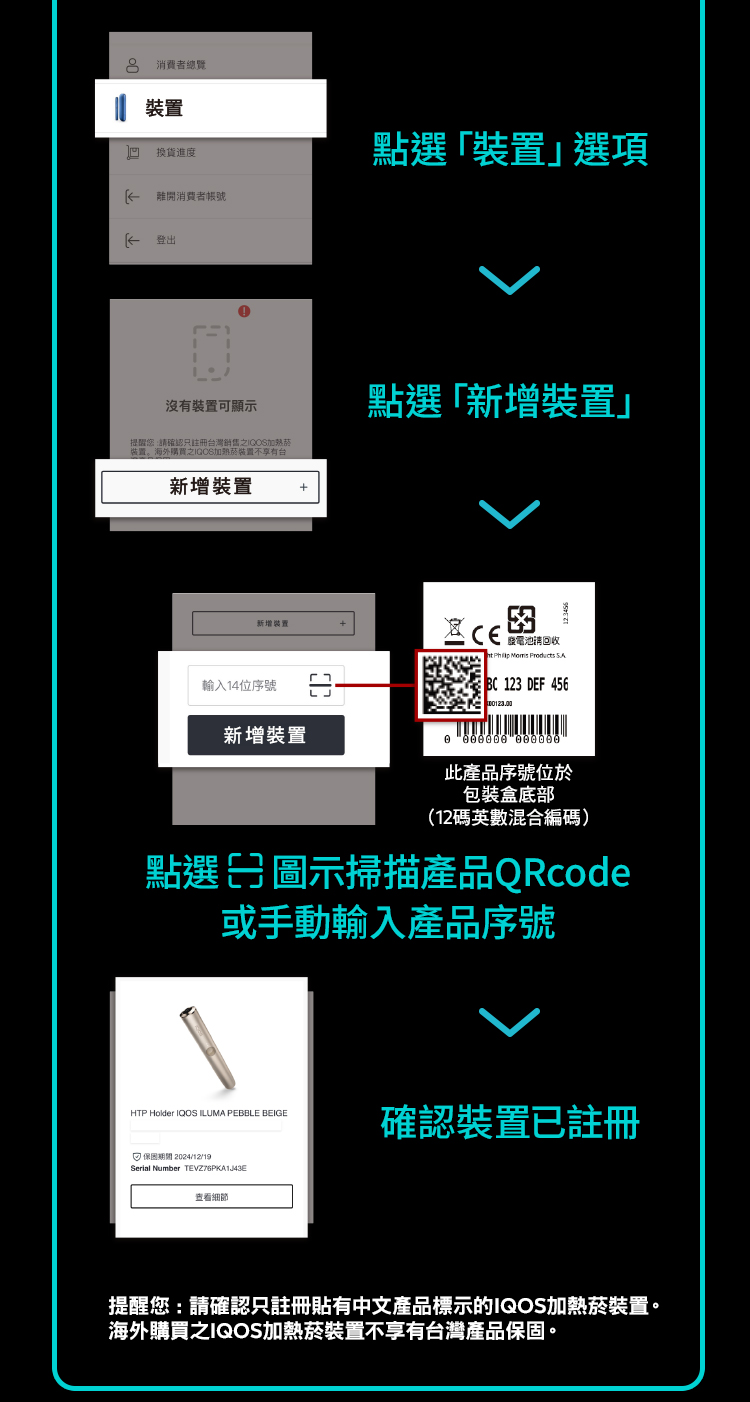 消費者總覽
裝置
換貨進度
離開消費者帳號
登出
點選「裝置」選項
!
沒有裝置可顯示
提醒您:請確認只註冊台灣銷售之IQOS加熱菸
裝置。海外購買之IQOS加熱菸裝置不享有台
新增裝置 +
點選「新增裝置」
新增裝置 +
輸入14位序號
新增裝置
CE
廢電池請回收
12 3456
nt Philip Morris Products S.A.
BC 123 DEF 456
00123.00
0 000000 000000
此產品序號位於
包裝盒底部
(12碼英數混合編碼)
點選 圖示掃描產品QRcode
或手動輸入產品序號
HTP Holder IQOS ILUMA PEBBLE BEIGE
保固期間 2024/12/19
Serial Number TEVZ76PKA1J43E
查看細節
確認裝置已註冊
提醒您:請確認只註冊貼有中文產品標示的IQOS加熱菸裝置。
海外購買之IQOS加熱菸裝置不享有台灣產品保固。